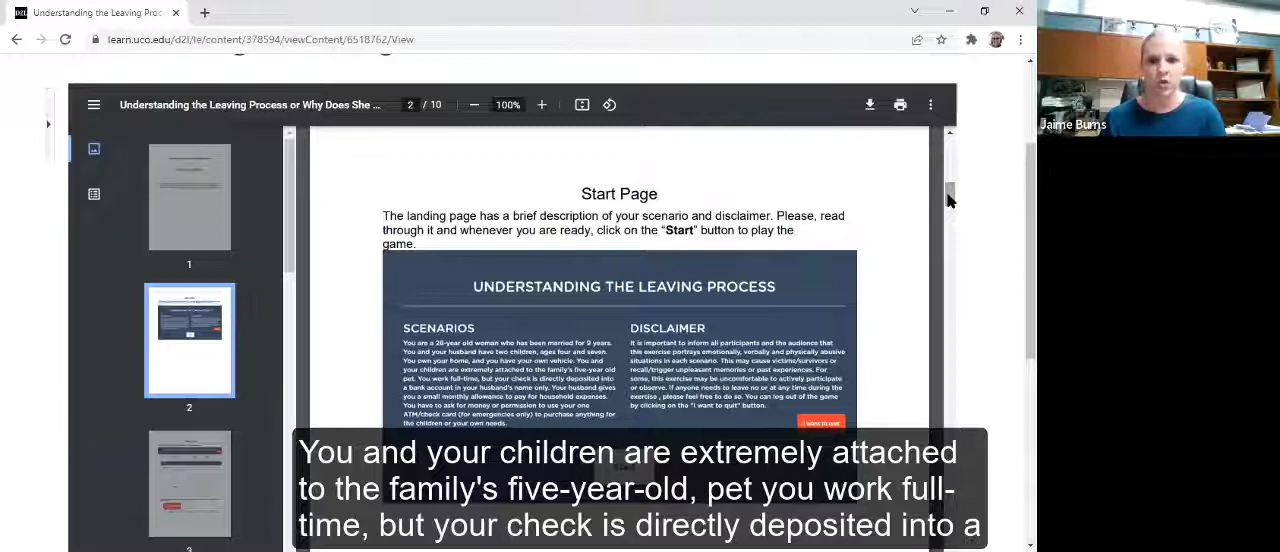 Understanding the Leaving Proc
learn.uco.edu/d2l/le/content/378594/viewContent/6518762/View
Understanding the Leaving Process or Why Does She ...
2 / 10
100%
Jaime Burns
1
2
3
Start Page
The landing page has a brief description of your scenario and disclaimer. Please, read
through it and whenever you are ready, click on the “Start” button to play the
game.
UNDERSTANDING THE LEAVING PROCESS
SCENARIOS
You are a 26-year old woman who has been married for 9 years.
You and your husband have two children, ages four and seven.
You own your home, and you have your own vehicle. You and
your children are extremely attached to the family's five-year old
pet. You work full-time, but your check is directly deposited into
a bank account in your husband's name only. Your husband gives
you a small monthly allowance to pay for household expenses.
You have to ask for money or permission to use your one
ATM/check card (for emergencies only) to purchase anything for
the children or your own needs.
DISCLAIMER
It is important to inform all participants and the audience that
this exercise portrays emotionally, verbally and physically abusive
situations in each scenario. This may cause victims/survivors or
recall/trigger unpleasant memories or past experiences. For
some, this exercise may be uncomfortable to actively participate
or observe. If anyone needs to leave no or at any time during the
exercise , please feel free to do so. You can log out of the game
by clicking on the "I want to quit" button.
I want to quit
You and your children are extremely attached
to the family's five-year-old, pet you work full-
time, but your check is directly deposited into a